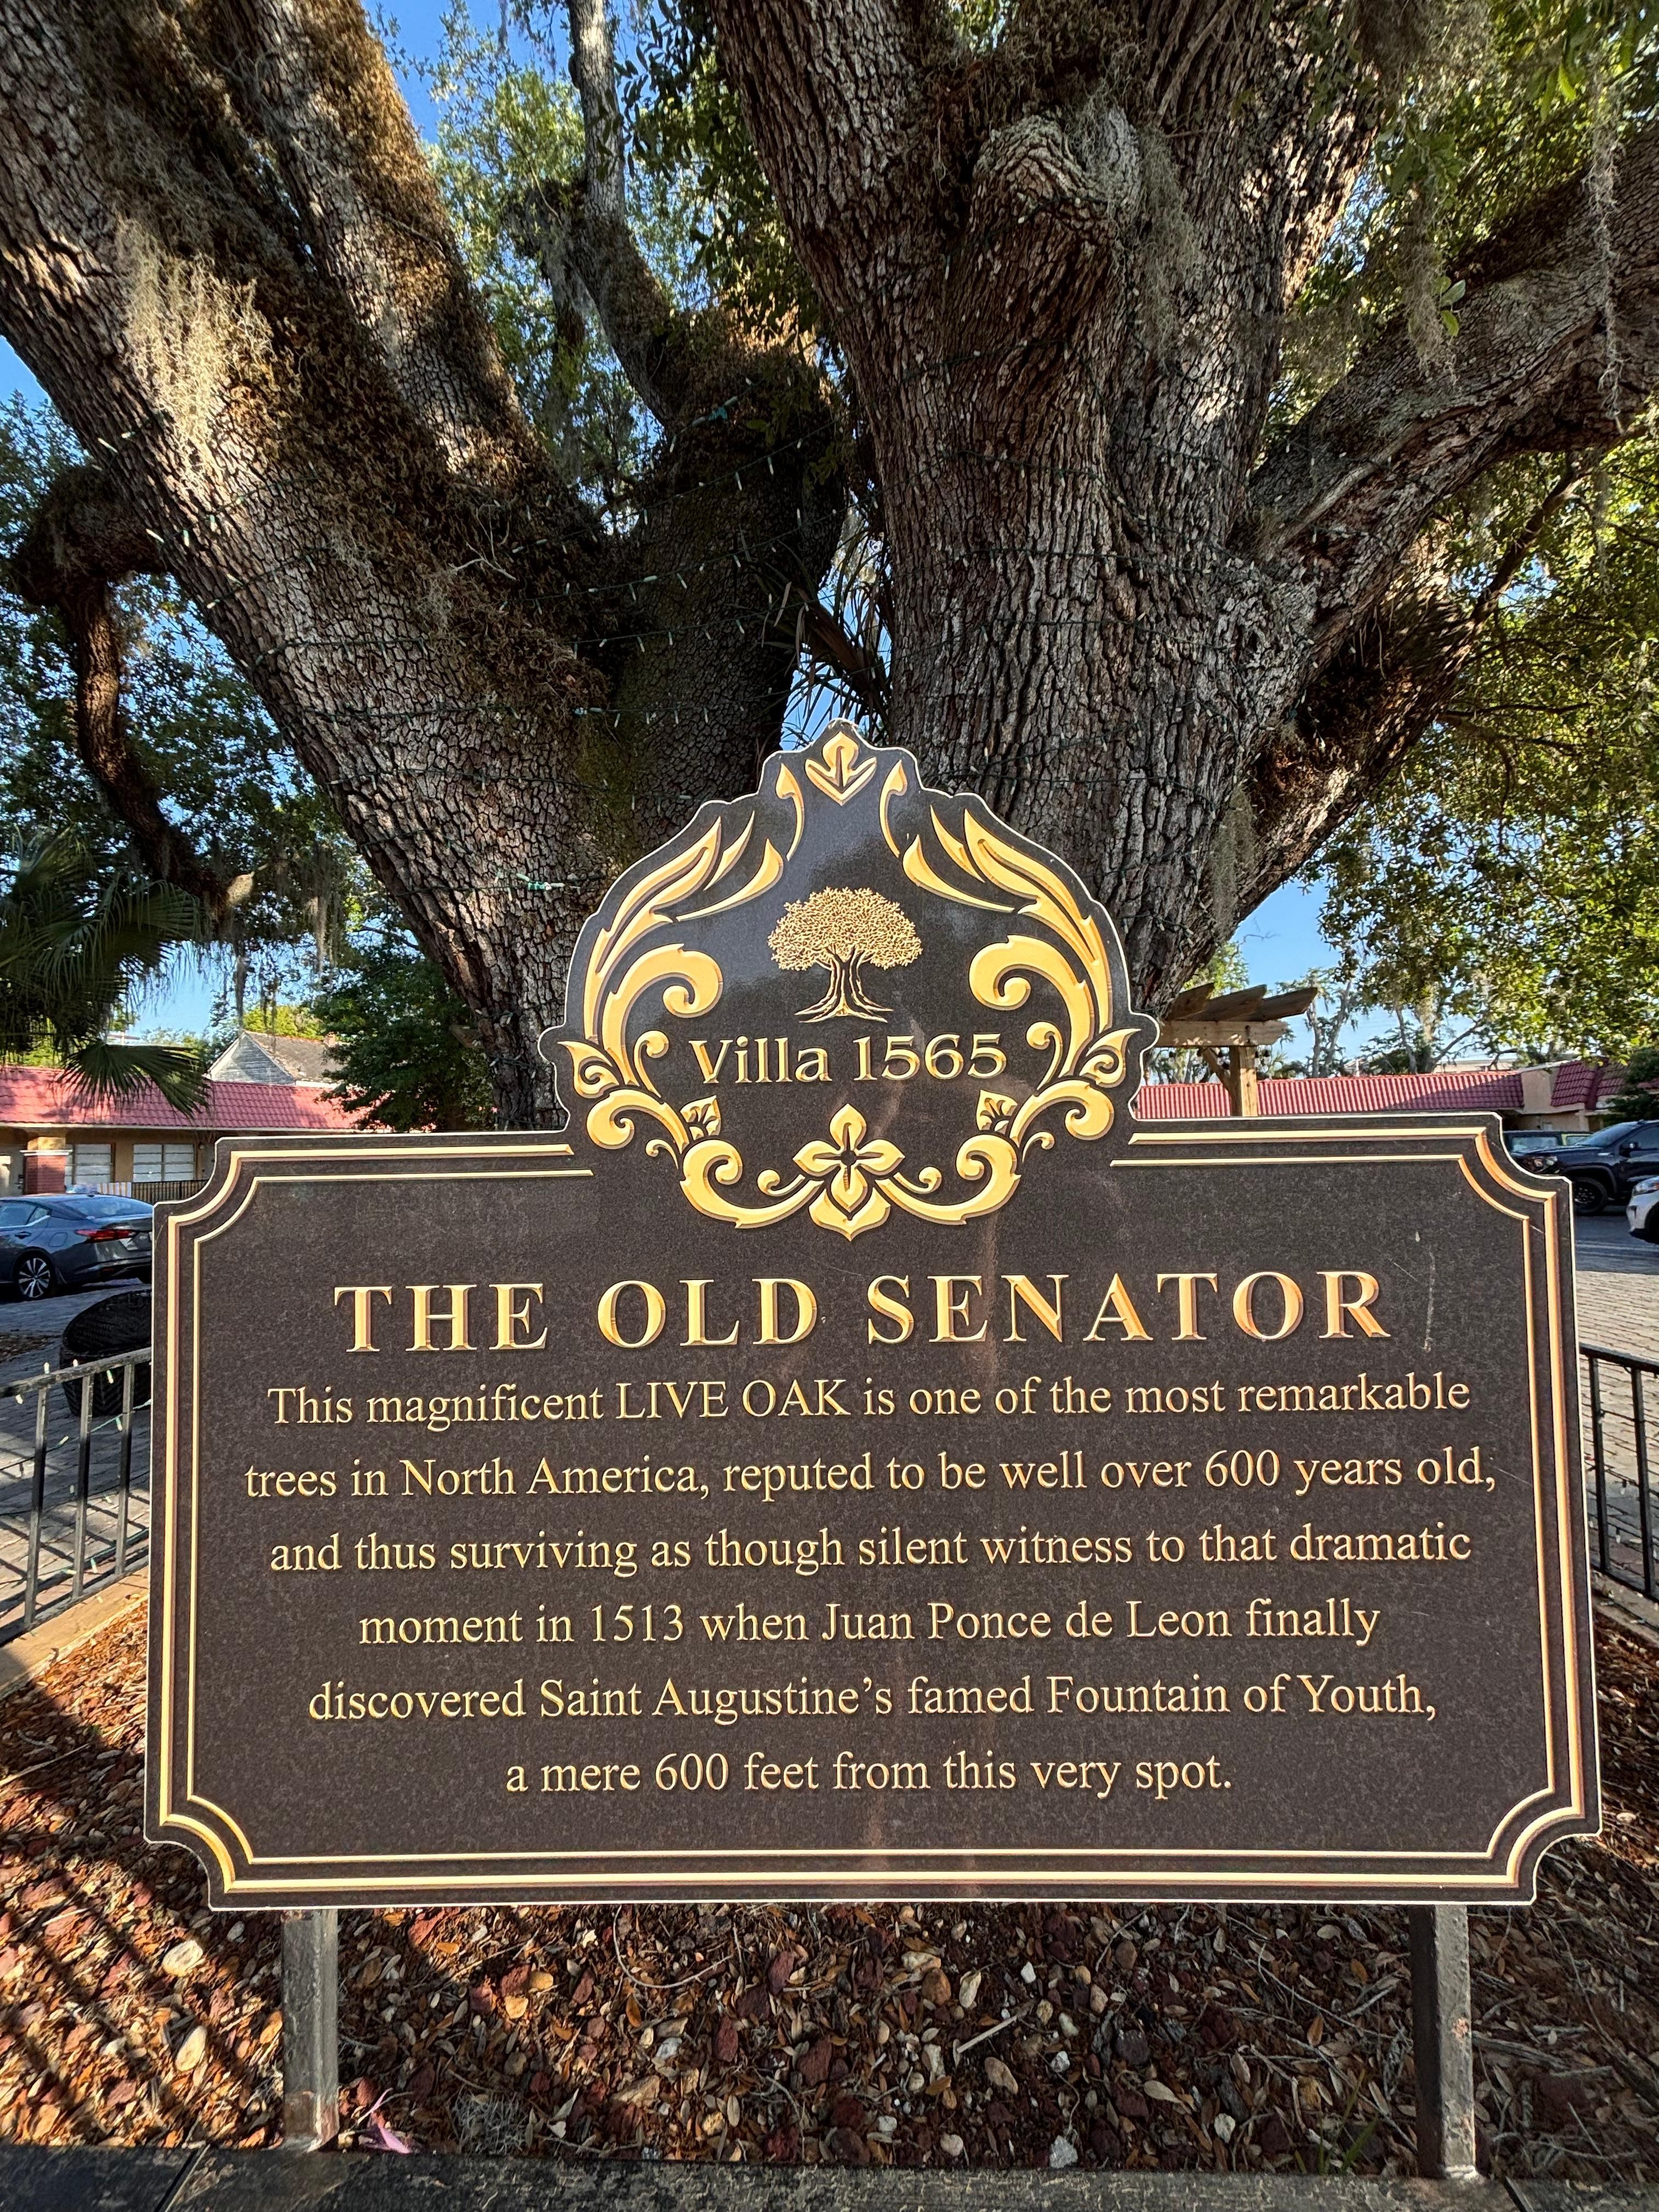 Villa 1565
THE OLD SENATOR
This magnificent LIVE OAK is one of the most remarkable
trees in North America, reputed to be well over 600 years old,
and thus surviving as though silent witness to that dramatic
moment in 1513 when Juan Ponce de Leon finally
discovered Saint Augustine's famed Fountain of Youth,
a mere 600 feet from this very spot.